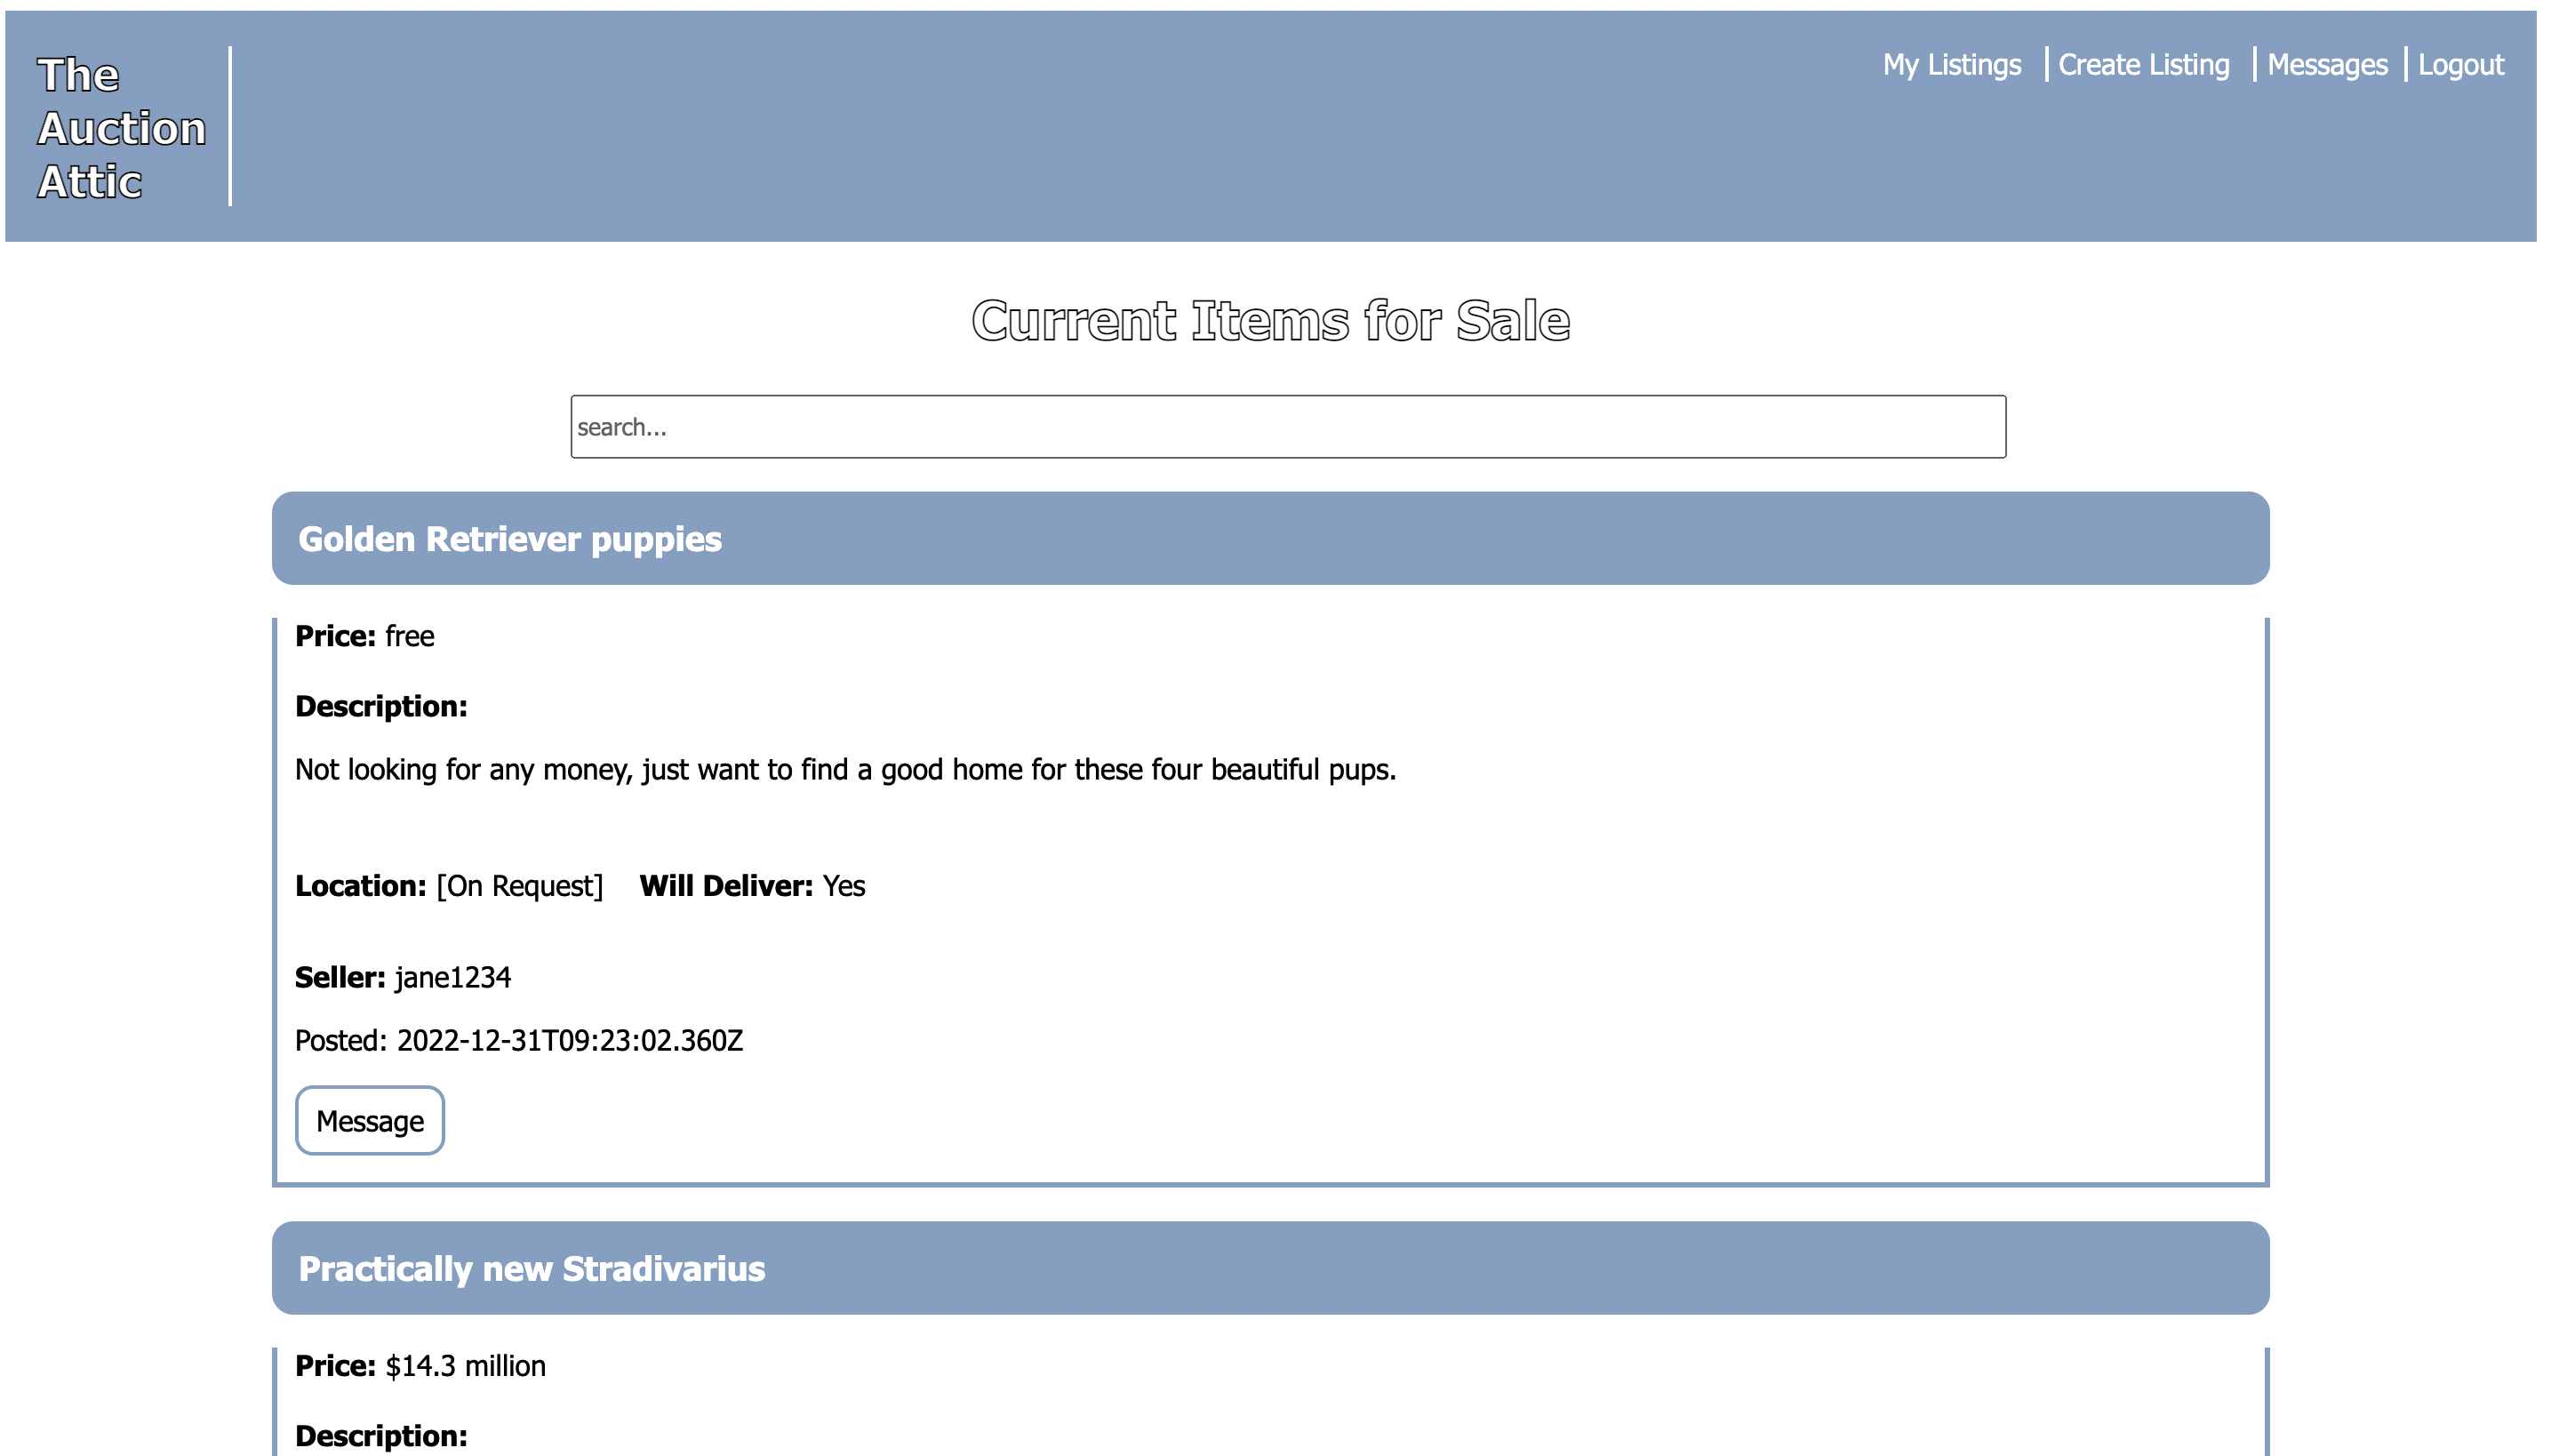 The
Auction
Attic
My Listings
Create Listing
Messages
Logout
Current Items for Sale
search...
Golden Retriever puppies
Price: free
Description:
Not looking for any money, just want to find a good home for these four beautiful pups.
Location: [On Request] Will Deliver: Yes
Seller: jane1234
Posted: 2022-12-31T09:23:02.360Z
Message
Practically new Stradivarius
Price: $14.3 million
Description: